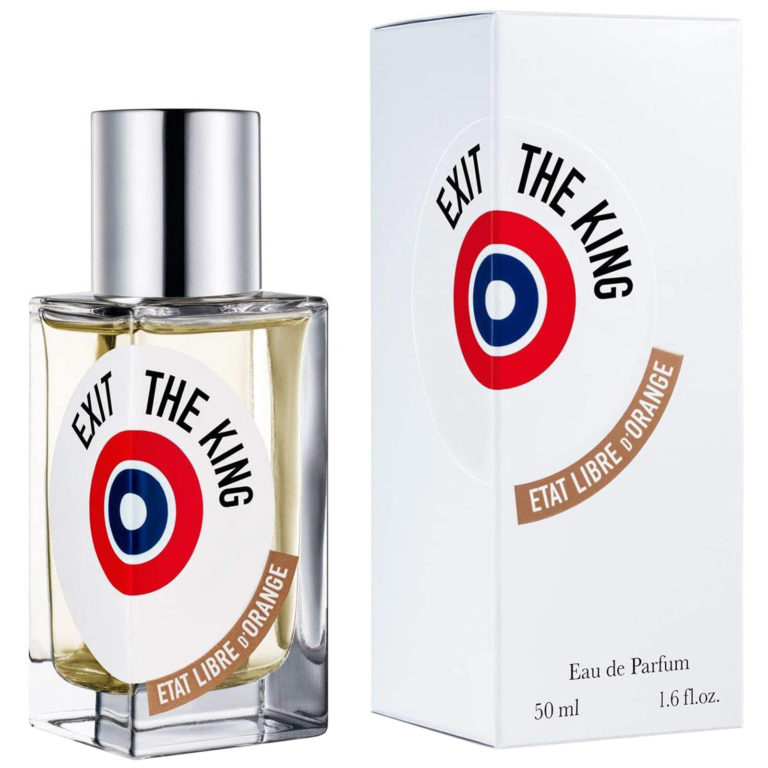 EXIT THE KING
ETAT LIBRE D'ORANGE
EXIT THE KING
ETAT LIBRE D'ORANGE
Eau de Parfum
50 ml 1.6 fl.oz.